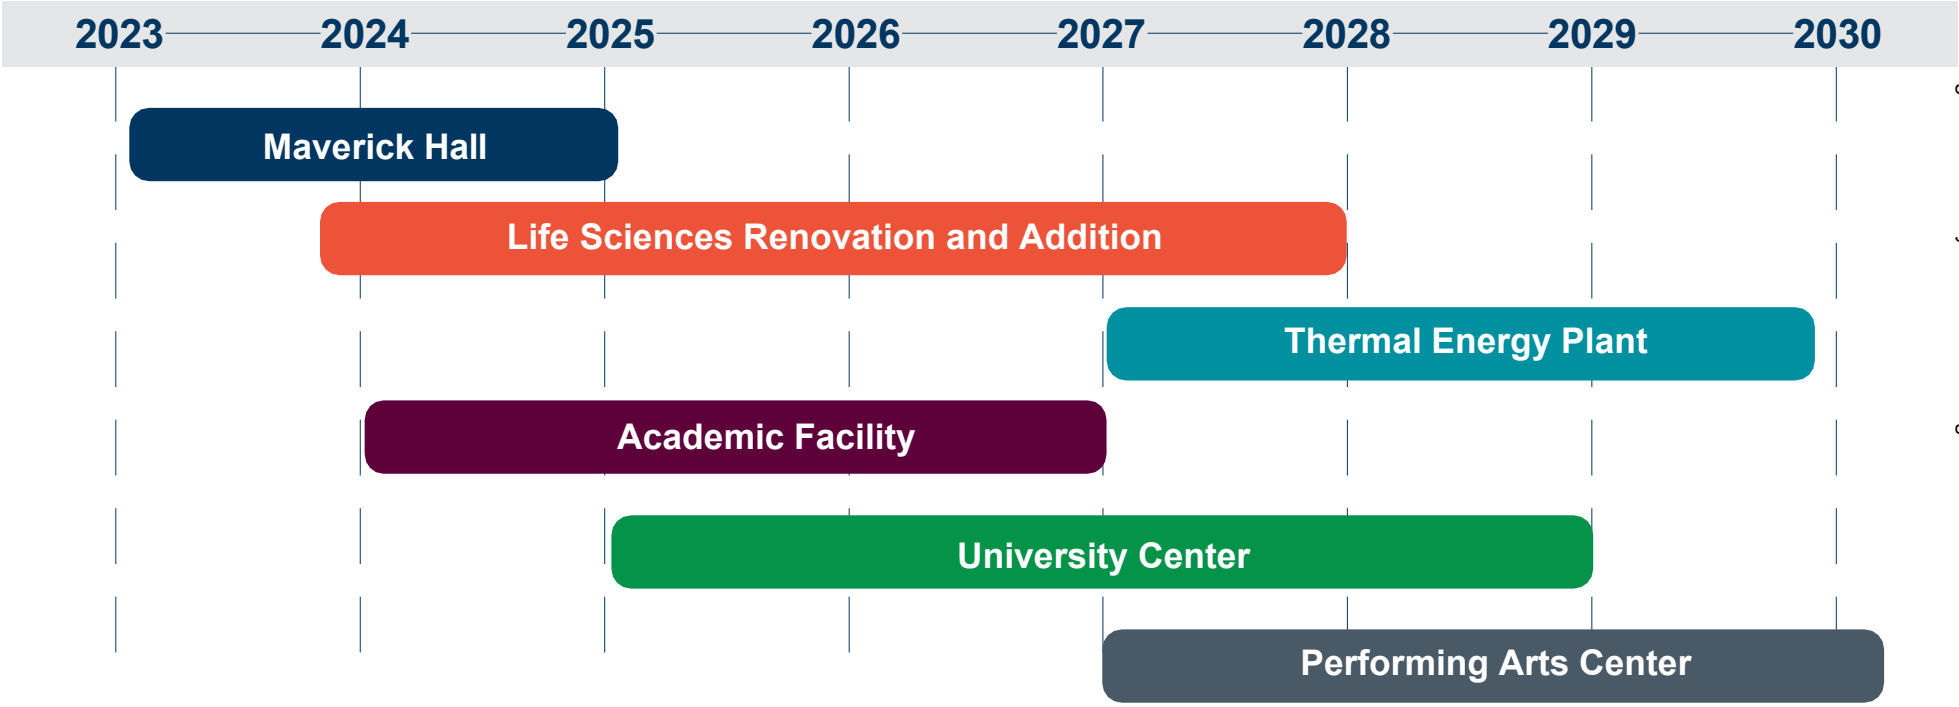 2023 2024 2025 2026 2027 2028 2029 2030
Maverick Hall
Life Sciences Renovation and Addition
Thermal Energy Plant
Academic Facility
University Center
Performing Arts Center